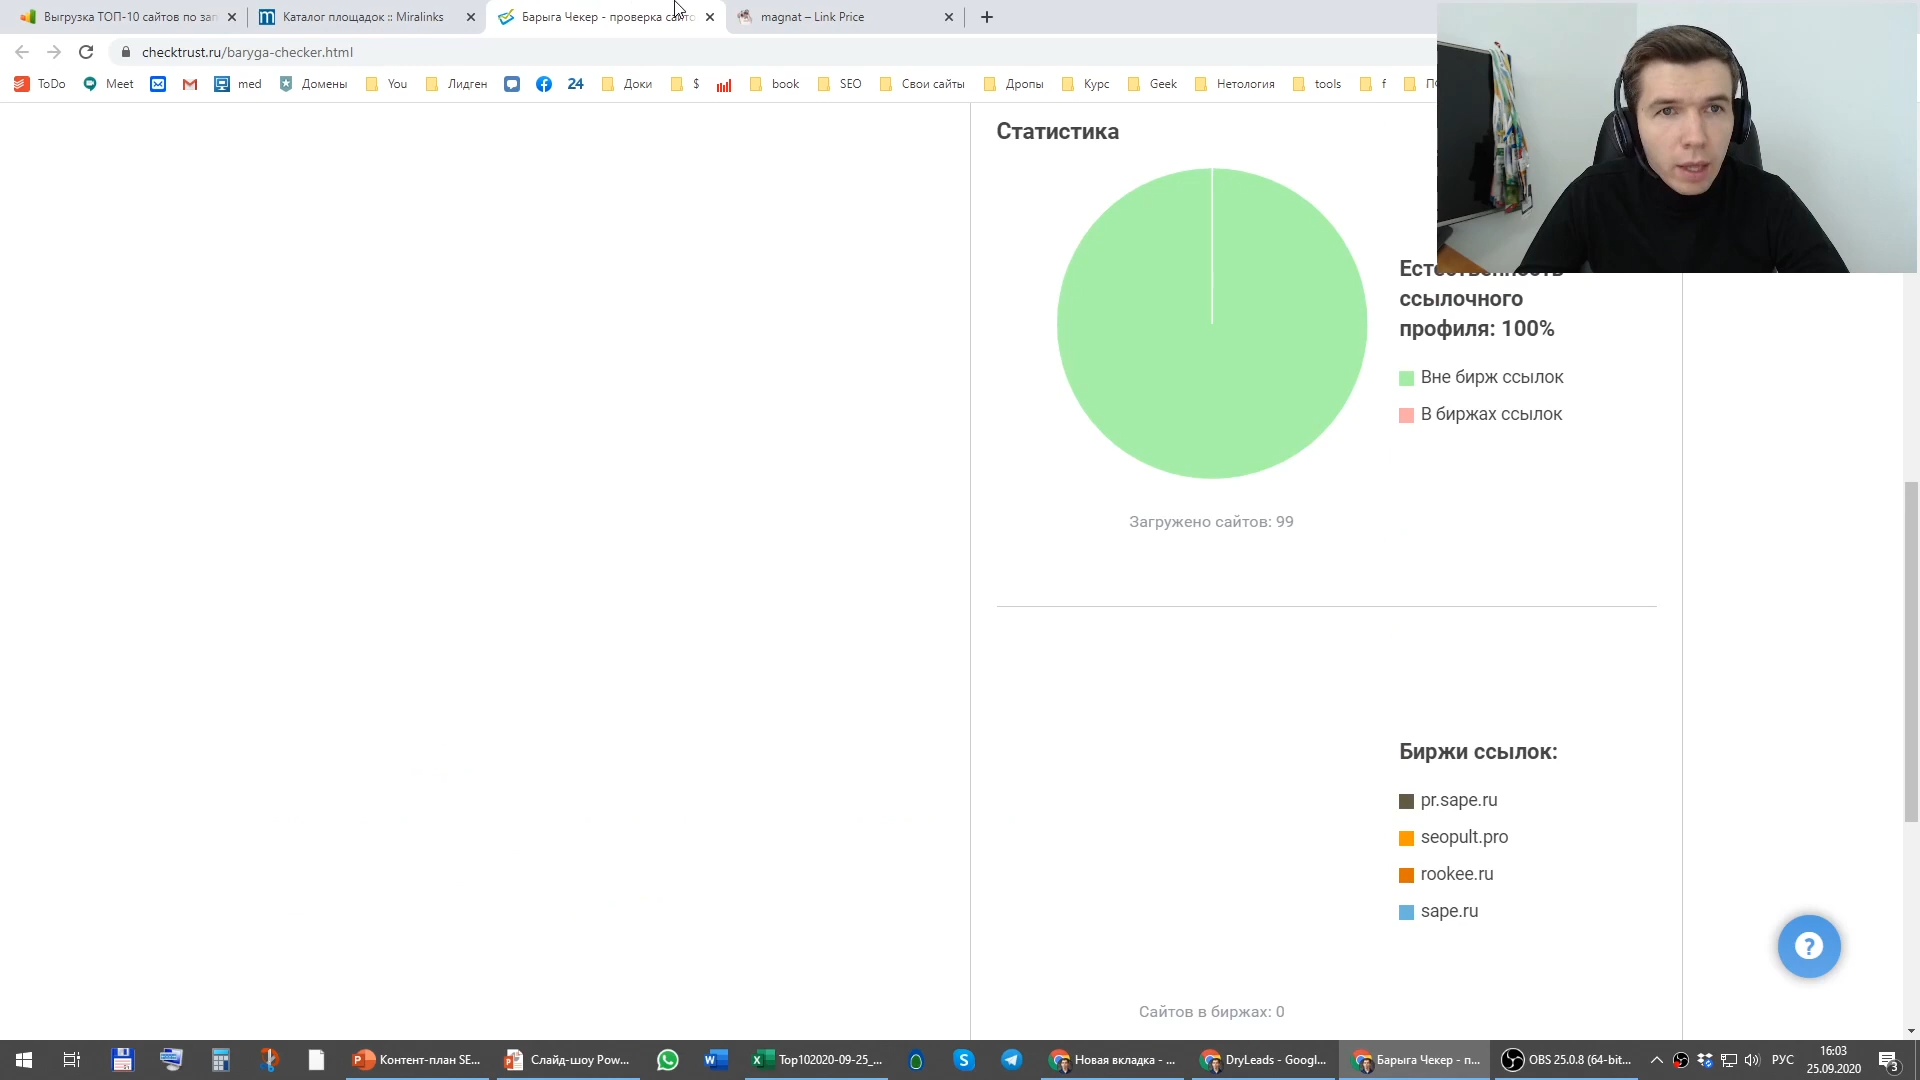 Выгрузка ТОП-10 сайтов по зап
Каталог площадок :: Miralinks
Барыга Чекер - проверка сайто
magnat – Link Price
checktrust.ru/baryga-checker.html
ToDo
Meet
med
Домены
You
Лидген
24
Доки
$
book
SEO
Свои сайты
Дропы
Курс
Geek
Нетология
tools
f
Статистика
Естественность
ссылочного
профиля: 100%
Вне бирж ссылок
В биржах ссылок
Загружено сайтов: 99
Биржи ссылок:
pr.sape.ru
seopult.pro
rookee.ru
sape.ru
?
Сайтов в биржах: 0
Контент-план SE...
Слайд-шоу Pow...
Top102020-09-25_...
Новая вкладка - ...
DryLeads - Googl...
Барыга Чекер - п...
OBS 25.0.8 (64-bit...
РУС
16:03
25.09.2020
3